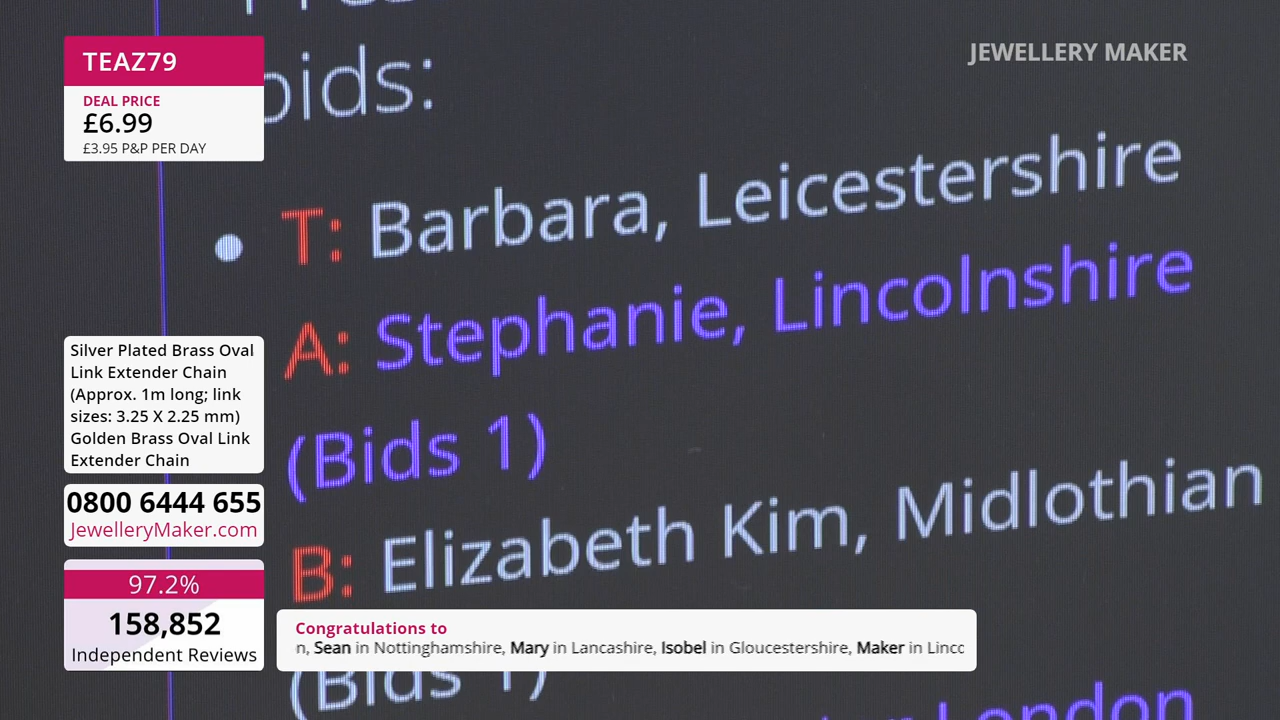 TEAZ79
DEAL PRICE
£6.99
£3.95 P&P PER DAY
JEWELLERY MAKER
bids:
• T: Barbara, Leicestershire
A: Stephanie, Lincolnshire
(Bids 1)
B: Elizabeth Kim, Midlothian
(Bids 1)
London
Silver Plated Brass Oval
Link Extender Chain
(Approx. 1m long; link
sizes: 3.25 X 2.25 mm)
Golden Brass Oval Link
Extender Chain
0800 6444 655
JewelleryMaker.com
97.2%
158,852
Independent Reviews
Congratulations to
n, Sean in Nottinghamshire, Mary in Lancashire, Isobel in Gloucestershire, Maker in Linco